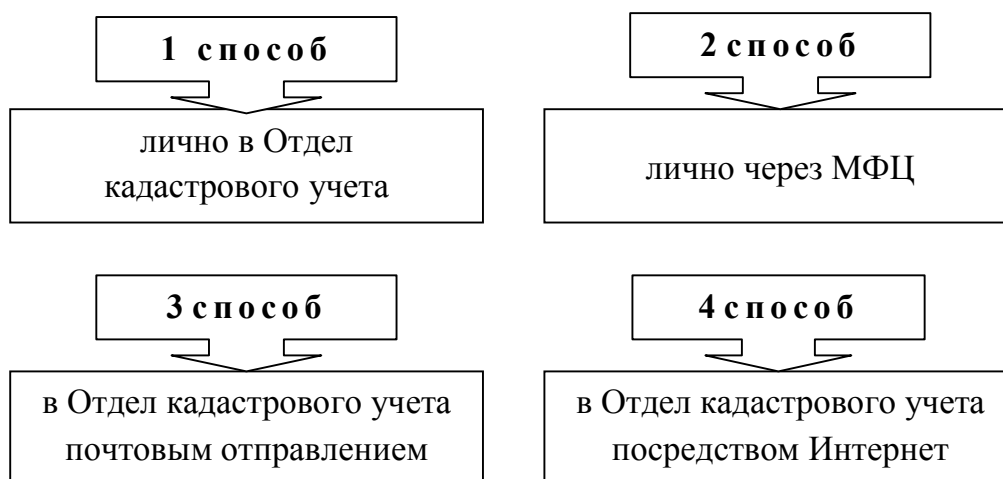 1 способ
лично в Отдел
кадастрового учета
2 способ
лично через МФЦ
3 способ
в Отдел кадастрового учета
почтовым отправлением
4 способ
в Отдел кадастрового учета
посредством Интернет